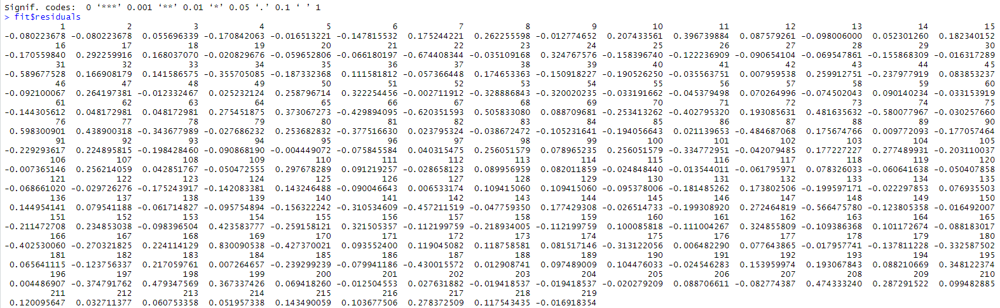 Signif. codes:  0 ‘***’ 0.001 ‘**’ 0.01 ‘*’ 0.05 ‘.’ 0.1 ‘ ’ 1
> fit$residuals
1 2 3 4 5 6 7 8 9 10 11 12 13 14 15
-0.080223678 -0.080223678 0.055696339 -0.170842063 -0.016513221 -0.147815532 0.175244221 0.262255598 -0.012774652 0.207433561 0.396739884 0.087579261 -0.098006000 0.052301260 0.182340152
16 17 18 19 20 21 22 23 24 25 26 27 28 29 30
-0.170559840 0.292259916 0.168037070 -0.020829676 -0.059652806 -0.066180197 -0.674408344 -0.035109168 0.324767576 -0.158396740 -0.122236909 -0.090654104 -0.069547861 -0.155868309 -0.016317289
31 32 33 34 35 36 37 38 39 40 41 42 43 44 45
-0.589677528 0.166908179 0.141586575 -0.355705085 -0.187332368 0.111581812 -0.057366448 0.174653363 -0.150918227 -0.190526250 -0.035563751 0.007959538 0.259912751 -0.237977919 0.083853237
46 47 48 49 50 51 52 53 54 55 56 57 58 59 60
-0.092100067 0.264197381 -0.012332467 0.025232124 0.258796714 0.322254456 -0.002711912 -0.328886843 -0.320020235 -0.033191662 -0.045379498 0.070264996 -0.074502043 0.090140234 -0.033153919
61 62 63 64 65 66 67 68 69 70 71 72 73 74 75
-0.144305612 0.048172981 0.048172981 0.275451875 0.373067273 -0.429894095 -0.620351593 0.505833080 0.088709681 -0.253413262 -0.402795320 0.193085631 0.481635632 -0.580077967 -0.030257660
76 77 78 79 80 81 82 83 84 85 86 87 88 89 90
0.598300901 0.438900318 -0.343677989 -0.027686232 0.253682832 -0.377516630 0.023795324 -0.038672472 -0.105231641 -0.194056643 0.021139653 -0.484687068 0.175674766 0.009772093 -0.177057464
91 92 93 94 95 96 97 98 99 100 101 102 103 104 105
-0.229293617 0.224895815 -0.198428460 -0.090868190 -0.004449072 -0.075845584 0.040315475 0.256051579 0.078965235 0.256051579 -0.334772951 -0.042079485 0.177227227 0.277489931 -0.203110037
106 107 108 109 110 111 112 113 114 115 116 117 118 119 120
-0.007365146 0.256214059 0.042851767 -0.050472555 0.297678289 0.091219257 -0.028658123 0.089956959 0.082011859 -0.024848440 -0.013544011 -0.061795971 0.078326033 -0.060641638 -0.050407858
121 122 123 124 125 126 127 128 129 130 131 132 133 134 135
-0.068661020 -0.029726276 -0.175243917 -0.142083381 0.143246488 -0.090046643 0.006533174 0.109415060 0.109415060 -0.095378006 -0.181485262 0.173802506 -0.199597171 -0.022297853 0.076935503
136 137 138 139 140 141 142 143 144 145 146 147 148 149 150
0.144954141 0.079541188 -0.061714827 -0.095754894 -0.156322242 -0.310534609 -0.457211519 -0.047759350 0.177429308 -0.026514733 -0.199308920 0.272464819 -0.566475780 -0.123805358 -0.016492007
151 152 153 154 155 156 157 158 159 160 161 162 163 164 165
-0.211472708 0.234853038 -0.098396504 0.423583777 -0.259158121 0.321505357 -0.112199759 -0.218934005 -0.112199759 0.100085818 -0.111004267 0.324855809 -0.109386368 0.101172674 -0.088183017
166 167 168 169 170 171 172 173 174 175 176 177 178 179 180
-0.402530060 -0.270321825 0.224114129 0.830090538 -0.427370021 0.093552400 0.119045082 0.118758581 0.081517146 -0.313122056 0.006482290 0.077643865 -0.017957741 -0.137811228 -0.332587502
181 182 183 184 185 186 187 188 189 190 191 192 193 194 195
0.065641115 -0.123756337 0.217059761 0.007264657 -0.239299239 -0.079941186 -0.430015572 0.012908741 0.097489009 0.104476033 -0.024546283 0.153959974 0.193067843 0.088210669 0.348122374
196 197 198 199 200 201 202 203 204 205 206 207 208 209 210
0.004486907 -0.374791762 0.479347569 0.367337426 0.069418260 -0.012504553 0.027631882 -0.019418537 -0.019418537 -0.020279209 0.088706611 -0.082774387 0.474333240 0.287291522 0.099482885
211 212 213 214 215 216 217 218 219
0.120095647 0.032711377 0.060753358 0.051957338 0.143490059 0.103677506 0.278372509 0.117543435 -0.016918354